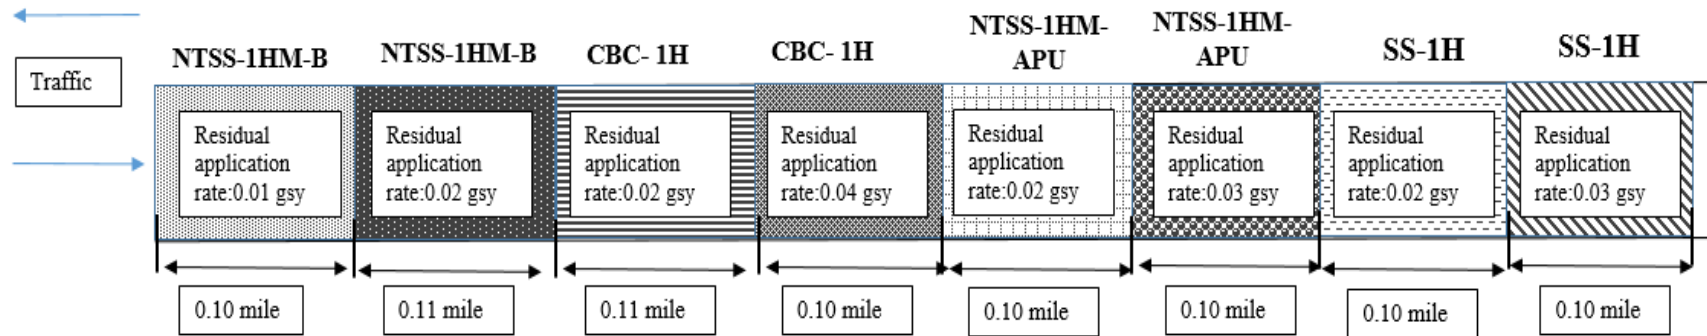 Traffic
NTSS-1HM-B
NTSS-1HM-B
CBC- 1H
CBC- 1H
NTSS-1HM-
APU
NTSS-1HM-
APU
SS-1H
SS-1H
Residual
application
rate:0.01 gsy
Residual
application
rate:0.02 gsy
Residual
application
rate:0.02 gsy
Residual
application
rate:0.04 gsy
Residual
application
rate:0.02 gsy
Residual
application
rate:0.03 gsy
Residual
application
rate:0.02 gsy
Residual
application
rate:0.03 gsy
0.10 mile
0.11 mile
0.11 mile
0.10 mile
0.10 mile
0.10 mile
0.10 mile
0.10 mile